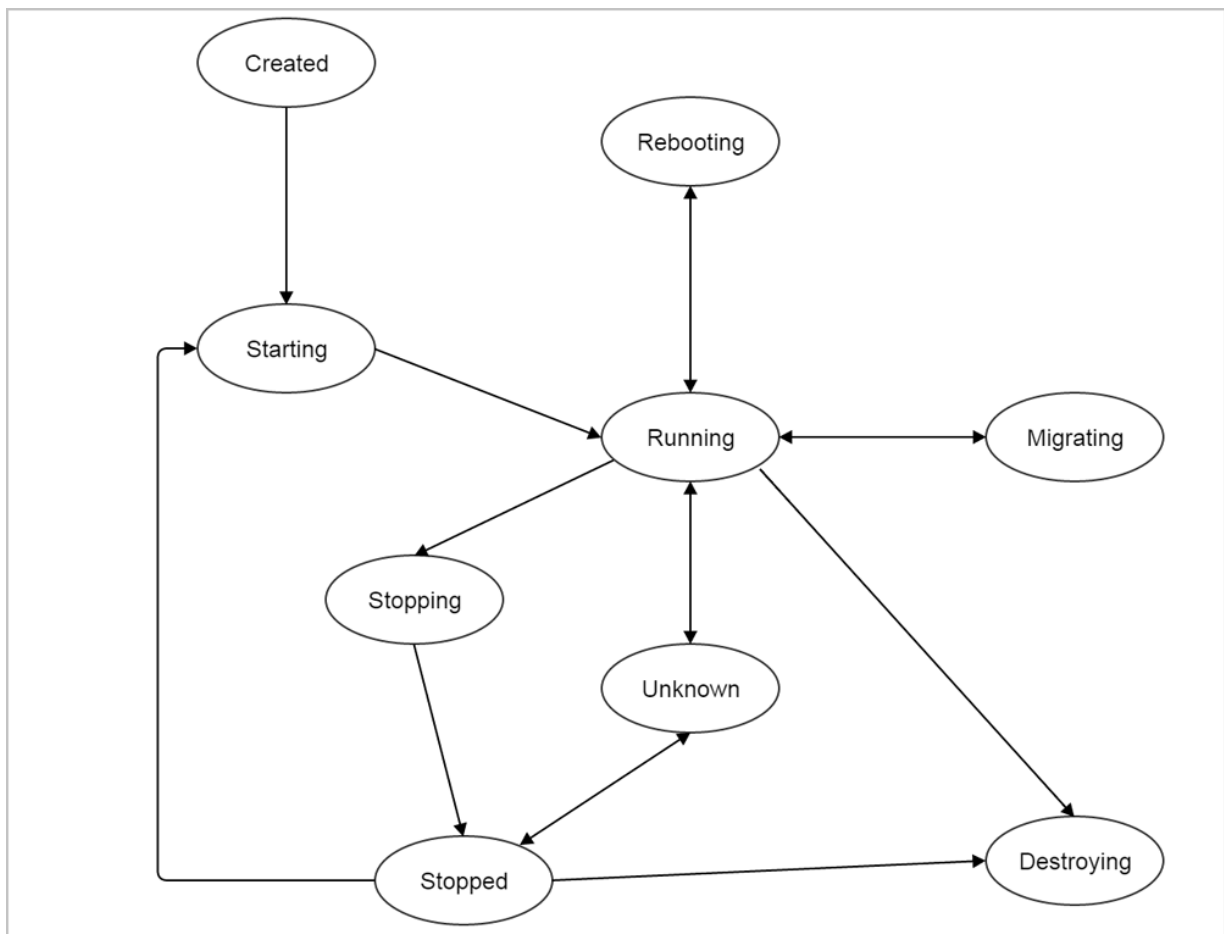 Created
Rebooting
Starting
Running
Migrating
Stopping
Unknown
Destroying
Stopped